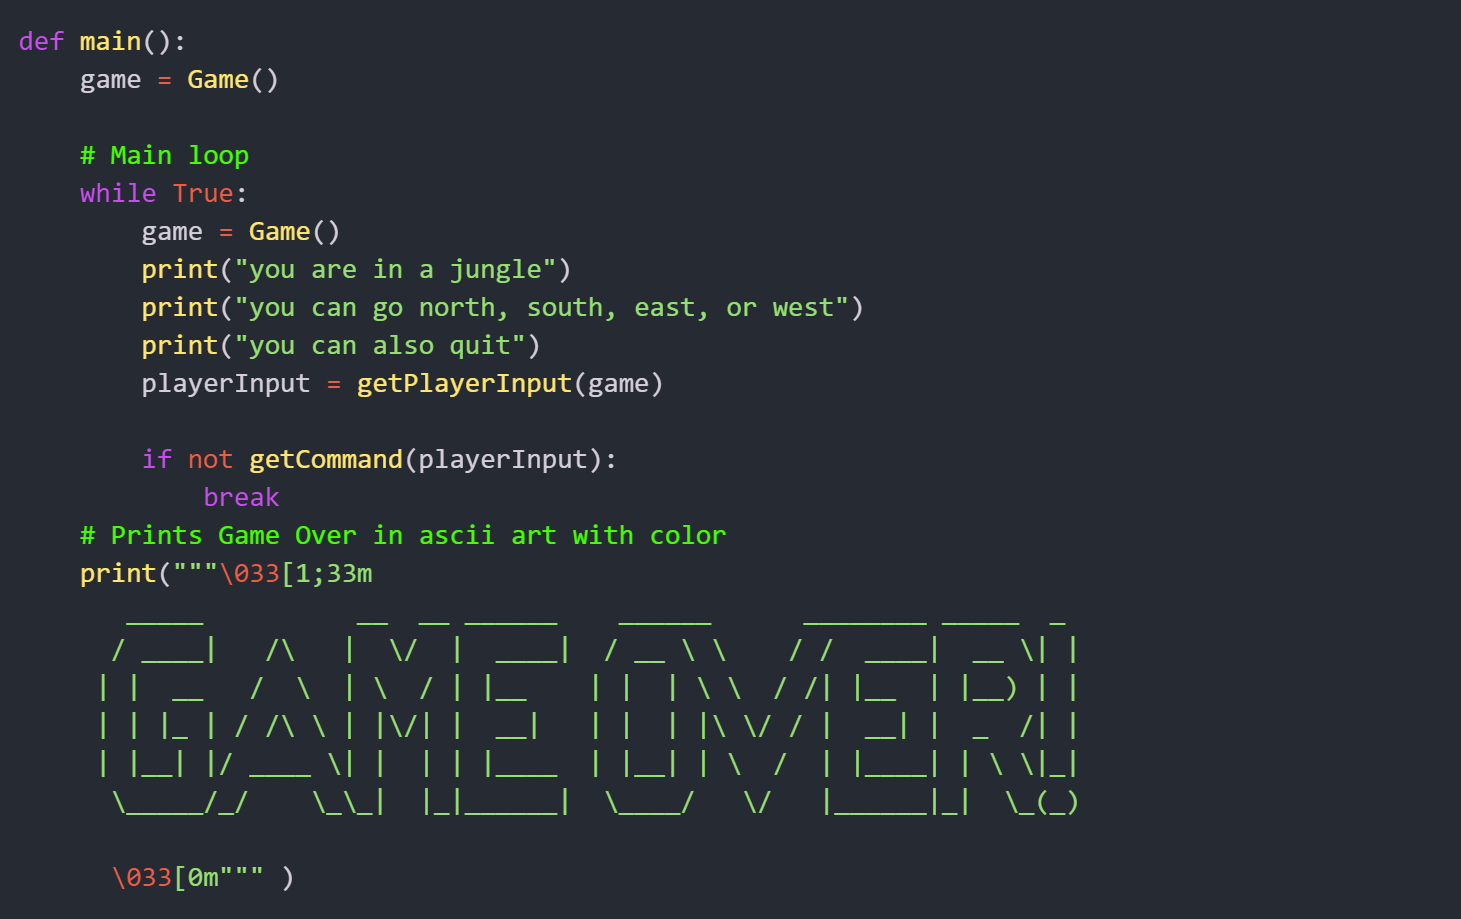 def main():
    game = Game()

    # Main loop
    while True:
        game = Game()
        print("you are in a jungle")
        print("you can go north, south, east, or west")
        print("you can also quit")
        playerInput = getPlayerInput(game)

        if not getCommand(playerInput):
            break
    # Prints Game Over in ascii art with color
    print("""\033[1;33m
       _____          __  __ ______    ______      ________ _____  _
      / ____|   /\   |  \/  |  ____|  / __ \ \    / /  ____|  __ \| |
     | |  __   /  \  | \  / | |__    | |  | \ \  / /| |__  | |__) | |
     | | |_ | / /\ \ | |\/| |  __|   | |  | |\ \/ / |  __| |  _  /| |
     | |__| |/ ____ \| |  | | |____  | |__| | \  /  | |____| | \ \|_|
      \_____/_/    \_\_|  |_|______|  \____/   \/   |______|_|  \_(_)

      \033[0m""" )